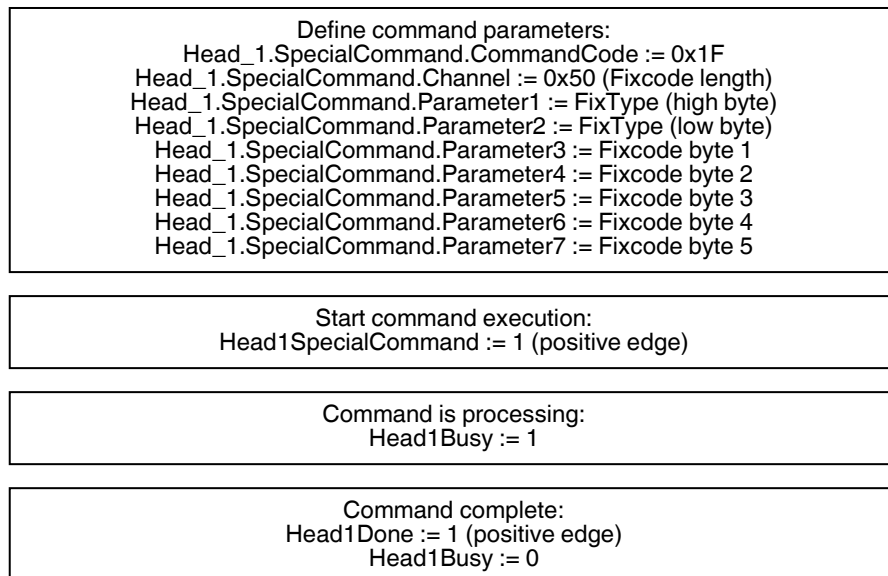 Define command parameters:
Head_1.SpecialCommand.CommandCode := 0x1F
Head_1.SpecialCommand.Channel := 0x50 (Fixcode length)
Head_1.SpecialCommand.Parameter1 := FixType (high byte)
Head_1.SpecialCommand.Parameter2 := FixType (low byte)
Head_1.SpecialCommand.Parameter3 := Fixcode byte 1
Head_1.SpecialCommand.Parameter4 := Fixcode byte 2
Head_1.SpecialCommand.Parameter5 := Fixcode byte 3
Head_1.SpecialCommand.Parameter6 := Fixcode byte 4
Head_1.SpecialCommand.Parameter7 := Fixcode byte 5
Start command execution:
Head1SpecialCommand := 1 (positive edge)
Command is processing:
Head1Busy := 1
Command complete:
Head1Done := 1 (positive edge)
Head1Busy := 0